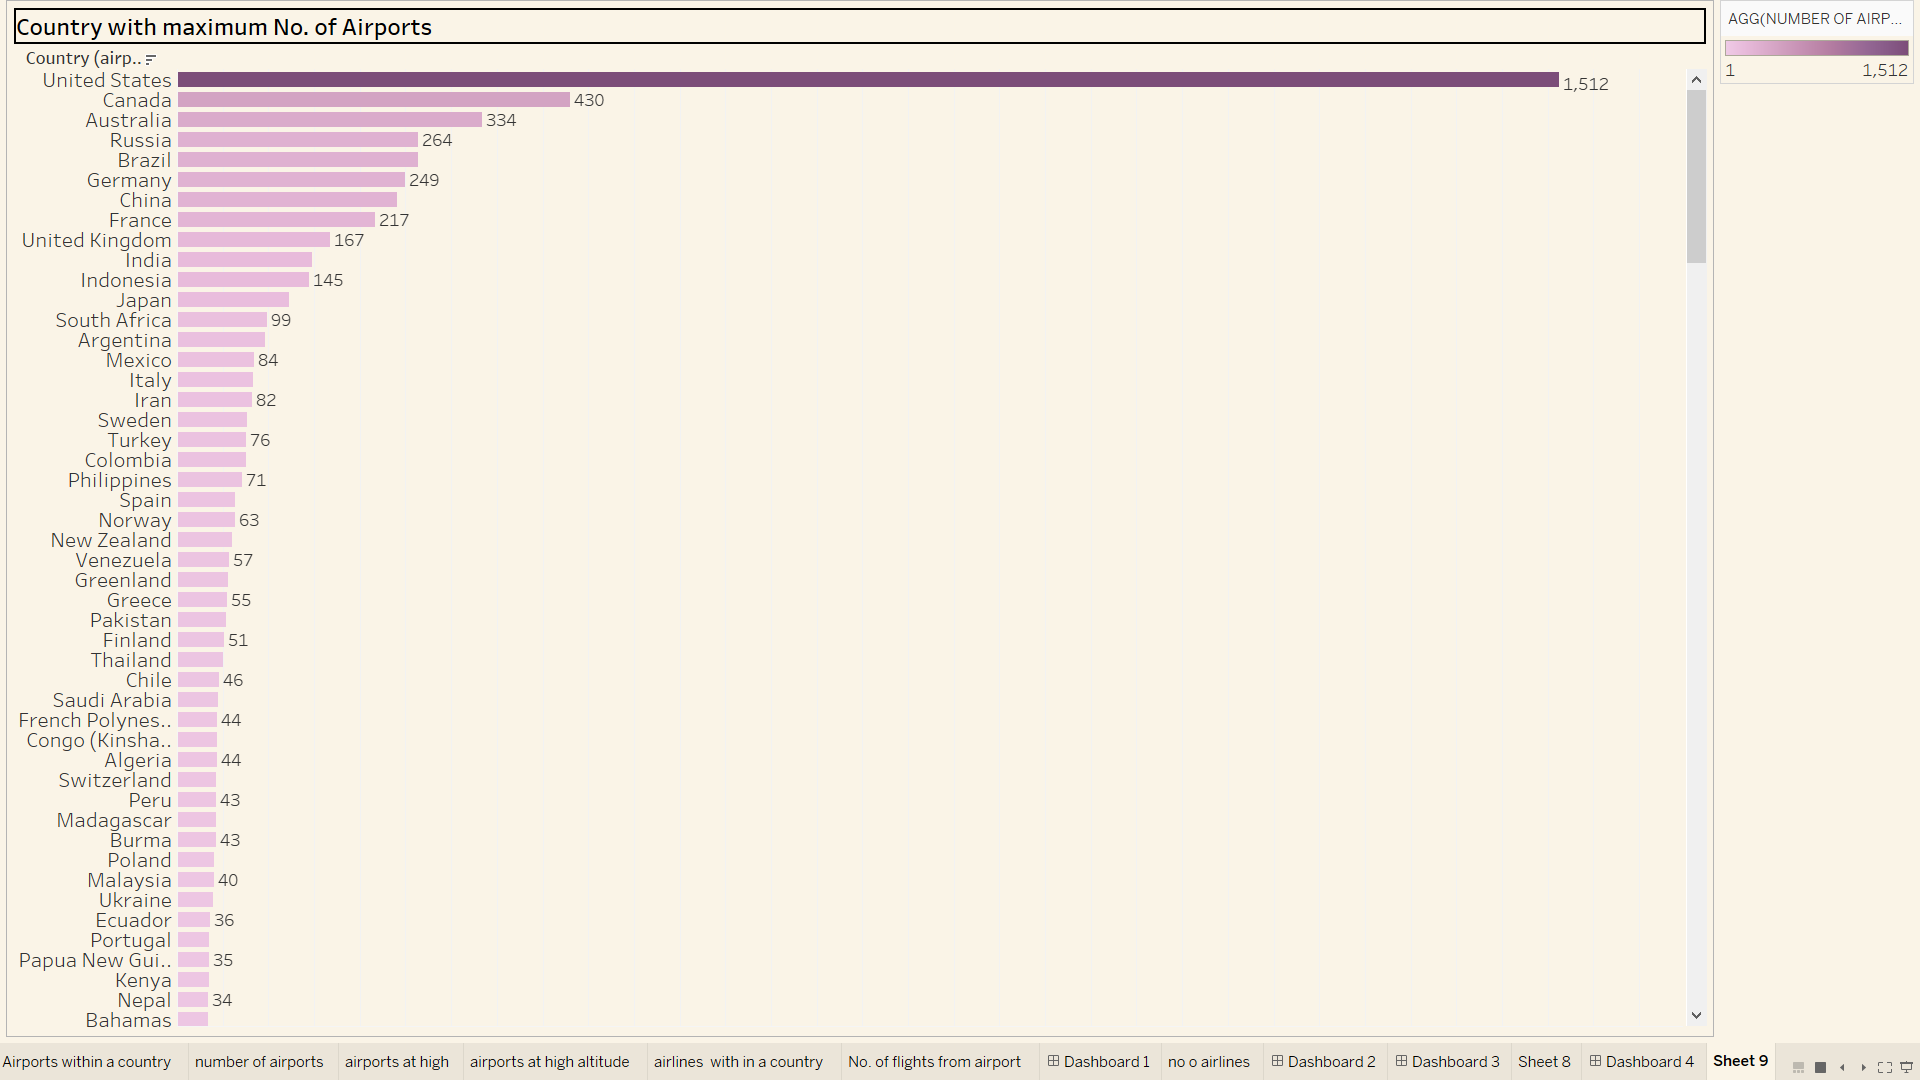 Country with maximum No. of Airports
AGG(NUMBER OF AIRP...
1 1,512
Country (airp..
United States 1,512
Canada 430
Australia 334
Russia 264
Brazil
Germany 249
China
France 217
United Kingdom 167
India
Indonesia 145
Japan
South Africa 99
Argentina
Mexico 84
Italy
Iran 82
Sweden
Turkey 76
Colombia
Philippines 71
Spain
Norway 63
New Zealand
Venezuela 57
Greenland
Greece 55
Pakistan
Finland 51
Thailand
Chile 46
Saudi Arabia
French Polynes.. 44
Congo (Kinsha..
Algeria 44
Switzerland
Peru 43
Madagascar
Burma 43
Poland
Malaysia 40
Ukraine
Ecuador 36
Portugal
Papua New Gui.. 35
Kenya
Nepal 34
Bahamas
Airports within a country number of airports airports at high airports at high altitude airlines with in a country No. of flights from airport Dashboard 1 no o airlines Dashboard 2 Dashboard 3 Sheet 8 Dashboard 4 Sheet 9